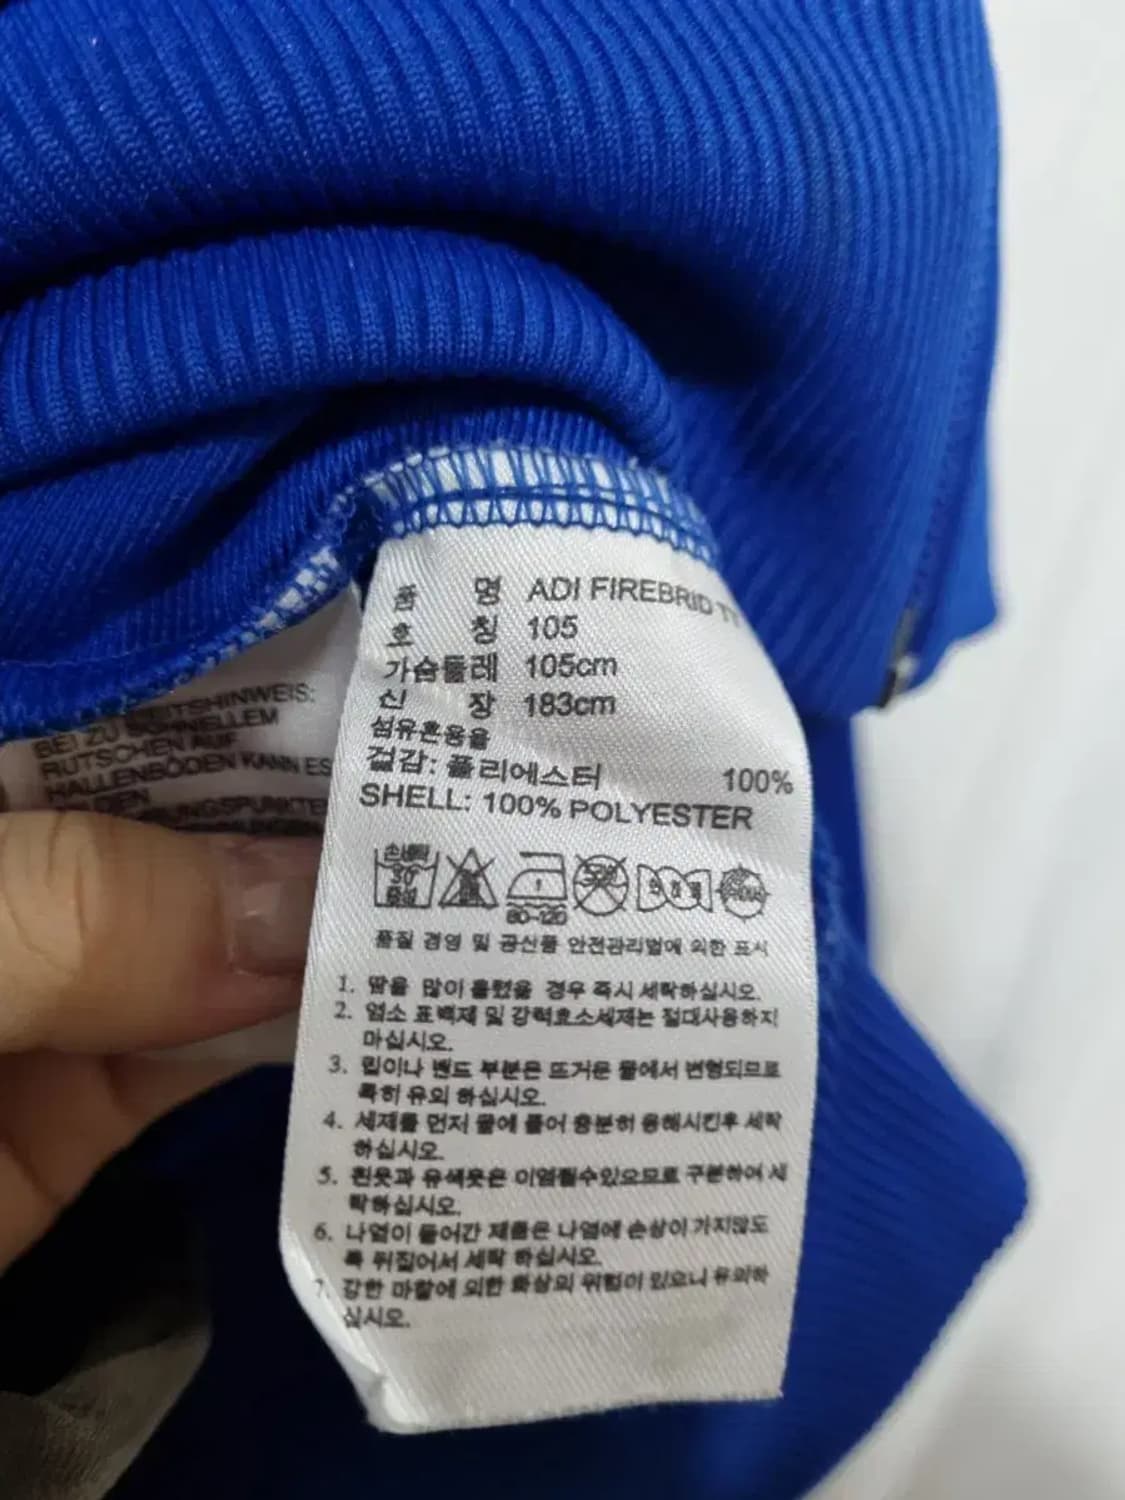 품 명 ADI FIREBRID TT
호 칭 105
가슴둘레 105cm
신 장 183cm
섬유혼용율
겉감: 폴리에스터 100%
SHELL: 100% POLYESTER
손세탁
30
중성
80~120
품질 경영 및 공산품 안전관리법에 의한 표시
1. 땀을 많이 흘렸을 경우 즉시 세탁하십시오.
2. 염소 표백제 및 강력효소세제는 절대사용하지
마십시오.
3. 립이나 밴드 부분은 뜨거운 물에서 변형되므로
특히 유의 하십시오.
4. 세제를 먼저 물에 풀어 충분히 용해시킨후 세탁
하십시오.
5. 흰옷과 유색옷은 이염될수있으므로 구분하여 세
탁하십시오.
6. 나염이 들어간 제품은 나염에 손상이 가지않도
록 뒤집어서 세탁 하십시오.
7. 강한 마찰에 의한 화상의 위험이 있으니 유의하
십시오.
BEI ZU SCHNELLEM
RUTSCHEN AUF
HALLENBÖDEN KANN ES